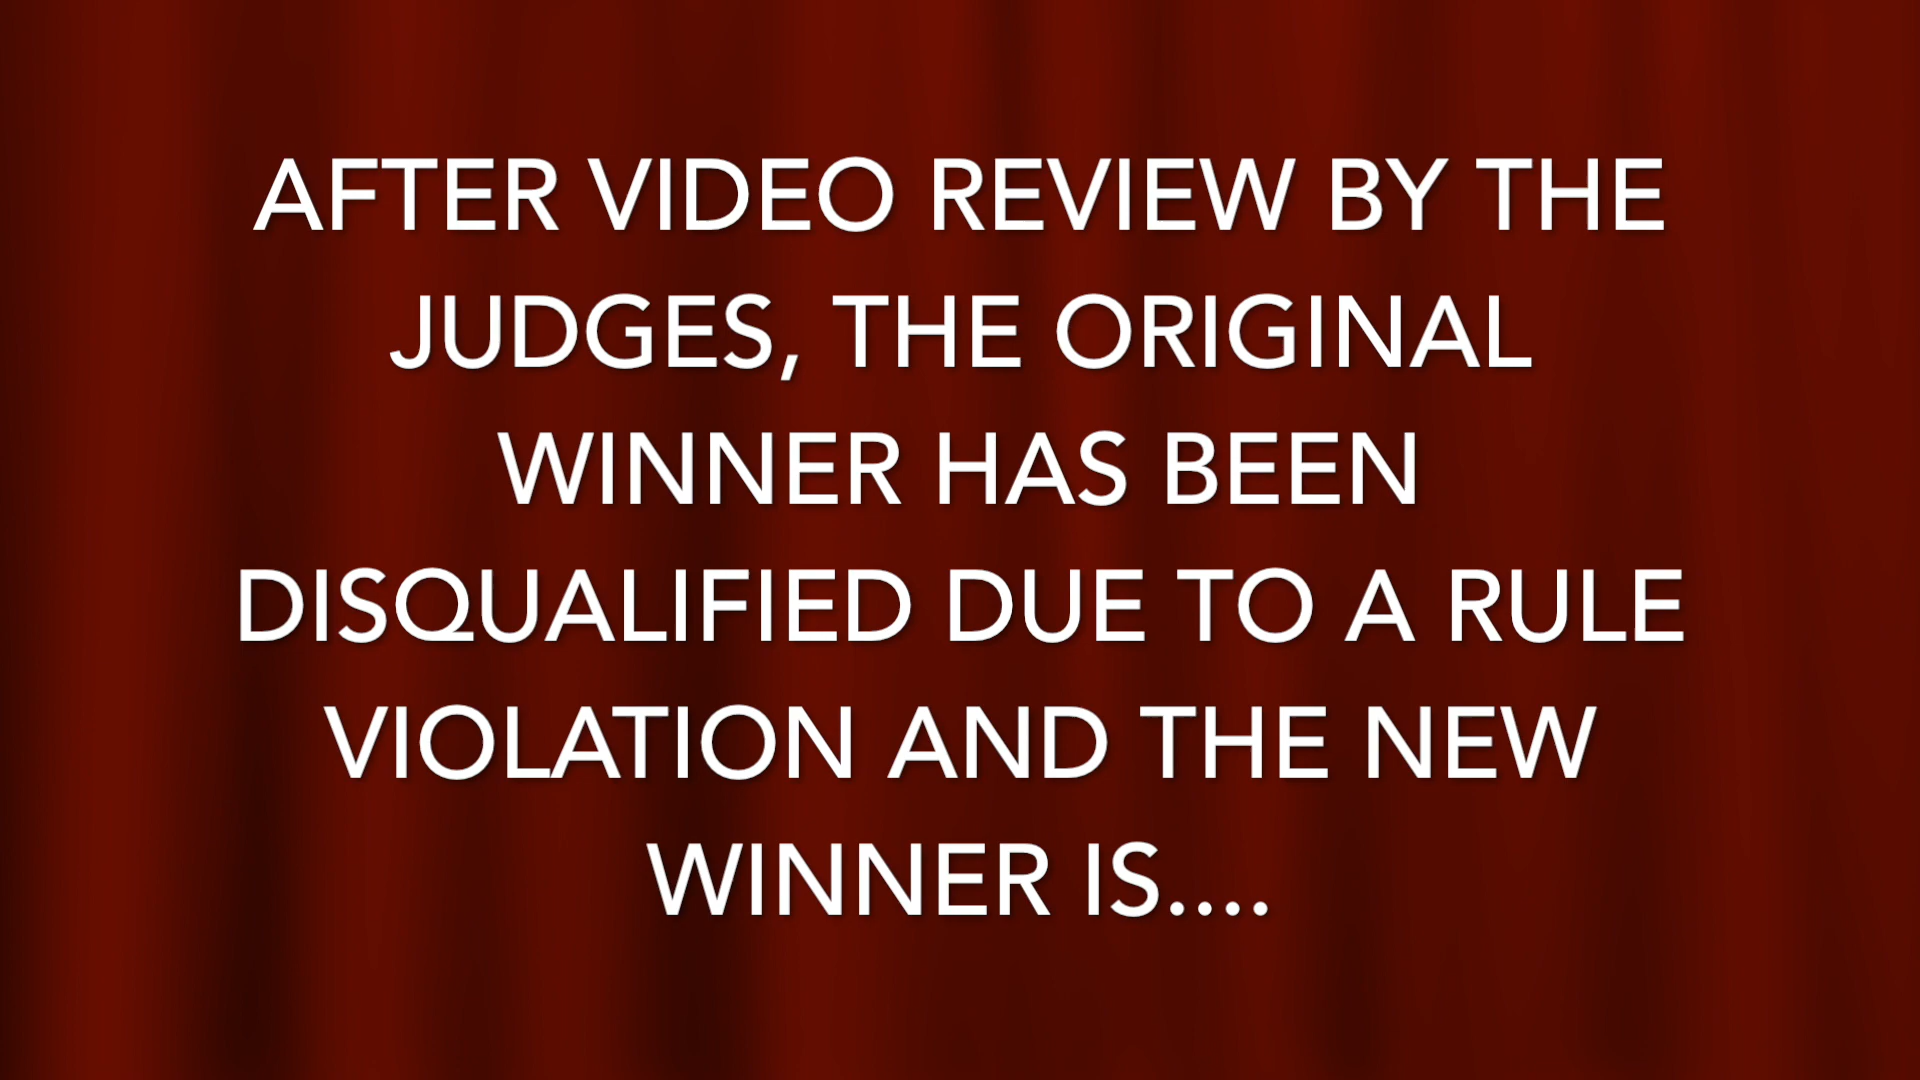 AFTER VIDEO REVIEW BY THE
JUDGES, THE ORIGINAL
WINNER HAS BEEN
DISQUALIFIED DUE TO A RULE
VIOLATION AND THE NEW
WINNER IS....